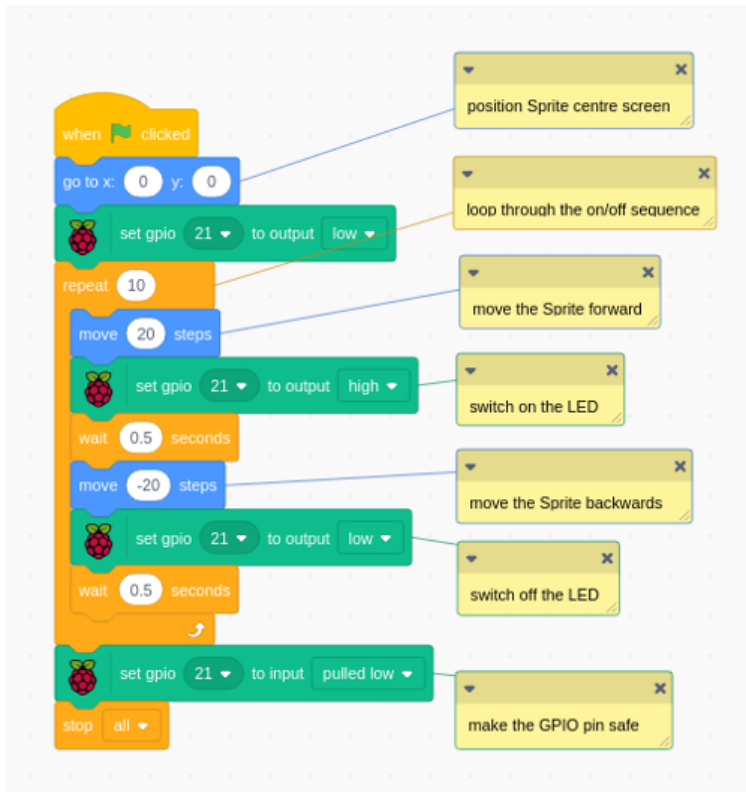 position Sprite centre screen
when clicked
go to x: 0 y: 0
loop through the on/off sequence
set gpio 21 to output low
repeat 10
move the Sprite forward
move 20 steps
set gpio 21 to output high
switch on the LED
wait 0.5 seconds
move -20 steps
move the Sprite backwards
set gpio 21 to output low
switch off the LED
wait 0.5 seconds
set gpio 21 to input pulled low
make the GPIO pin safe
stop all